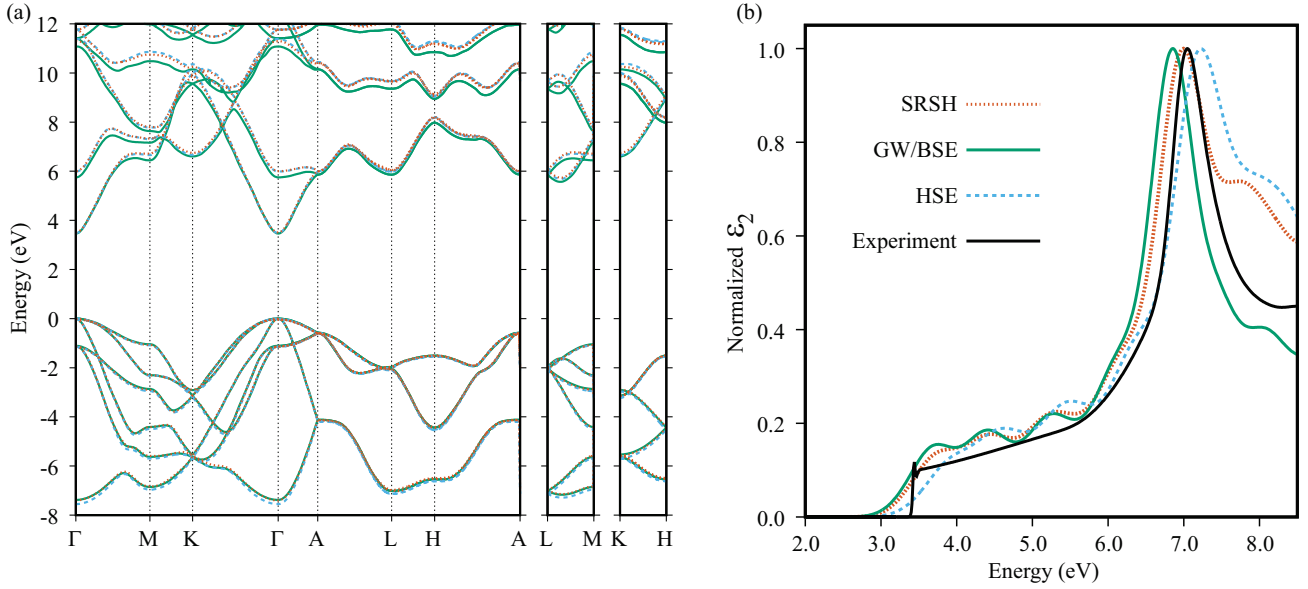 (a)
12
10
8
6
4
2
0
-2
-4
-6
-8
Energy (eV)
Γ M K Γ A L H A L M K H
(b)
1.0
0.8
0.6
0.4
0.2
0.0
Normalized ε2
SRSH
GW/BSE
HSE
Experiment
2.0 3.0 4.0 5.0 6.0 7.0 8.0
Energy (eV)